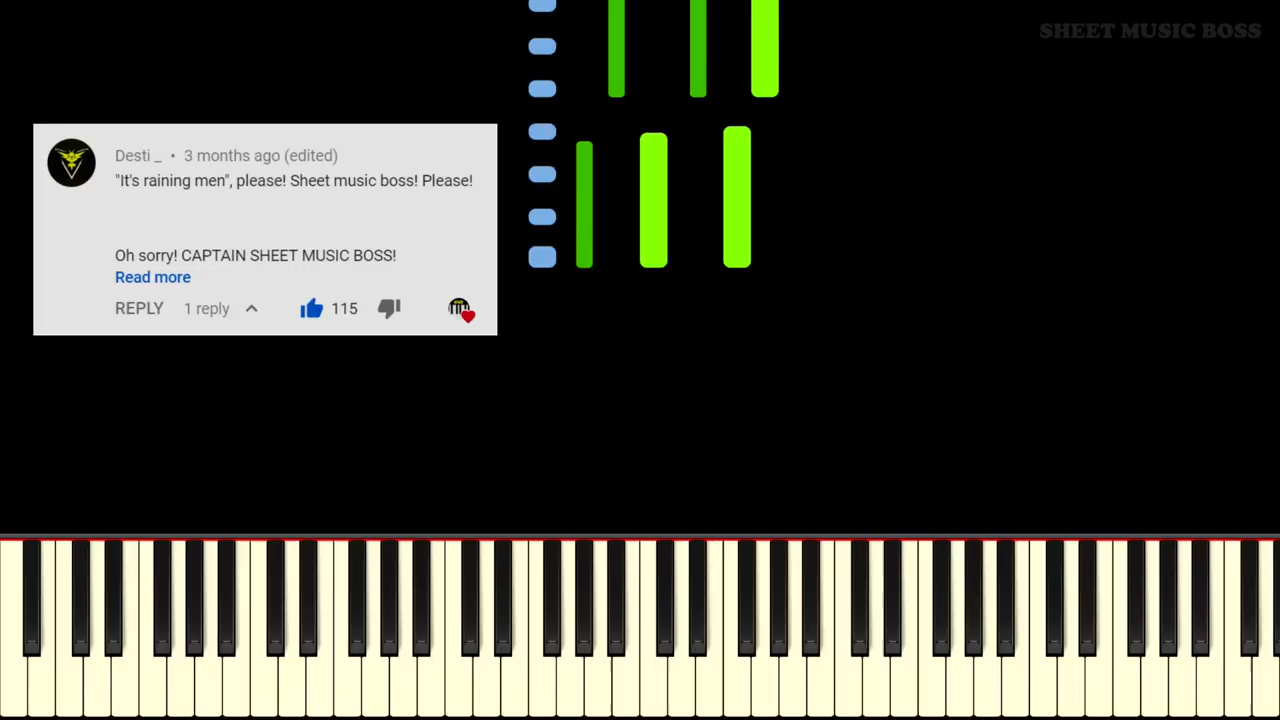 SHEET MUSIC BOSS
Desti _ • 3 months ago (edited)
"It's raining men", please! Sheet music boss! Please!
Oh sorry! CAPTAIN SHEET MUSIC BOSS!
Read more
REPLY 1 reply 115